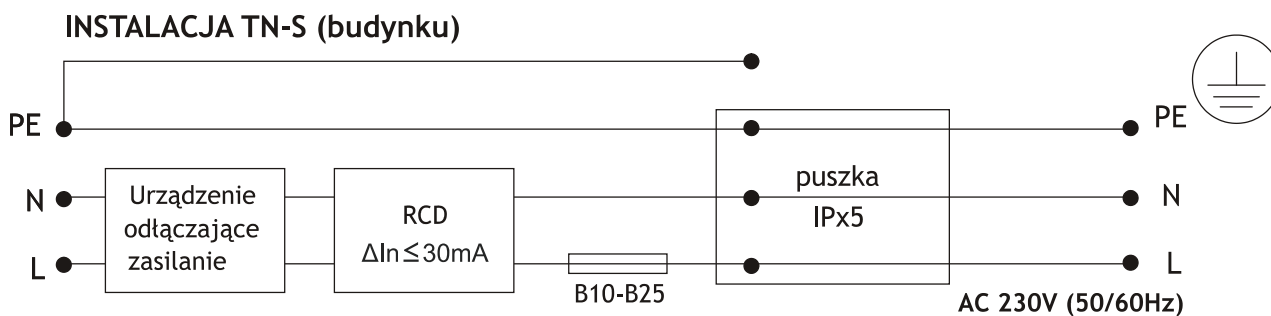 INSTALACJA TN-S (budynku)
PE
PE
N
Urządzenie
odłączające
zasilanie
RCD
ΔIn≤30mA
puszka
IPx5
N
L
L
B10-B25
AC 230V (50/60Hz)